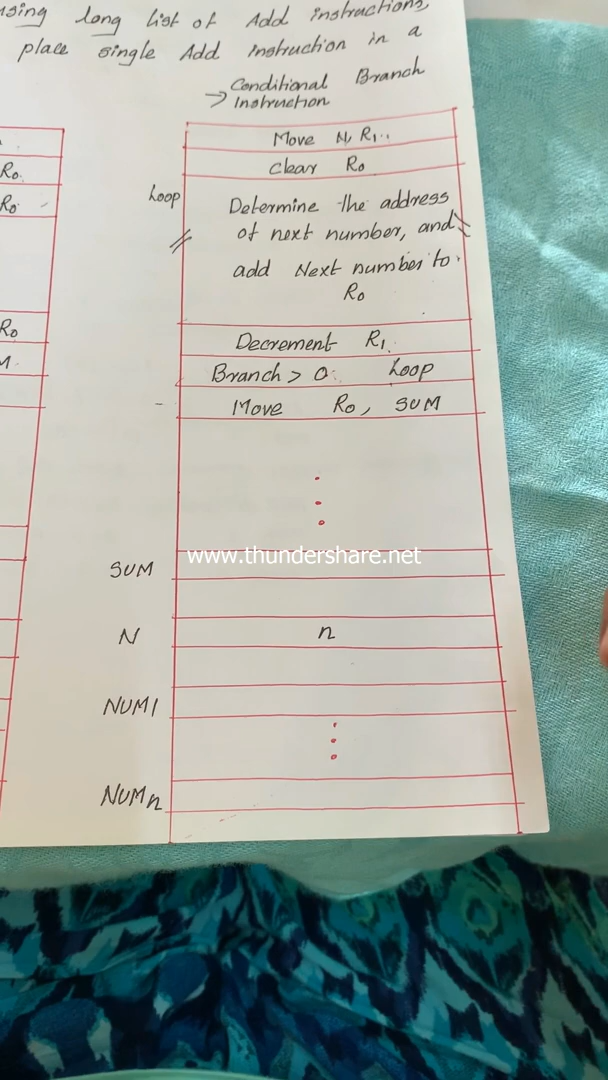 using long list of Add instructions,
place single Add Instruction in a
→ Conditional Branch
Instruction
Move N, R1
Clear R0
Loop
Determine the address
of next number, and
add Next number to
R0
Decrement R1
Branch > 0 Loop
Move R0, SUM
SUM
N n
NUM1
NUMn
R0
R0
R0
M
www.thundershare.net